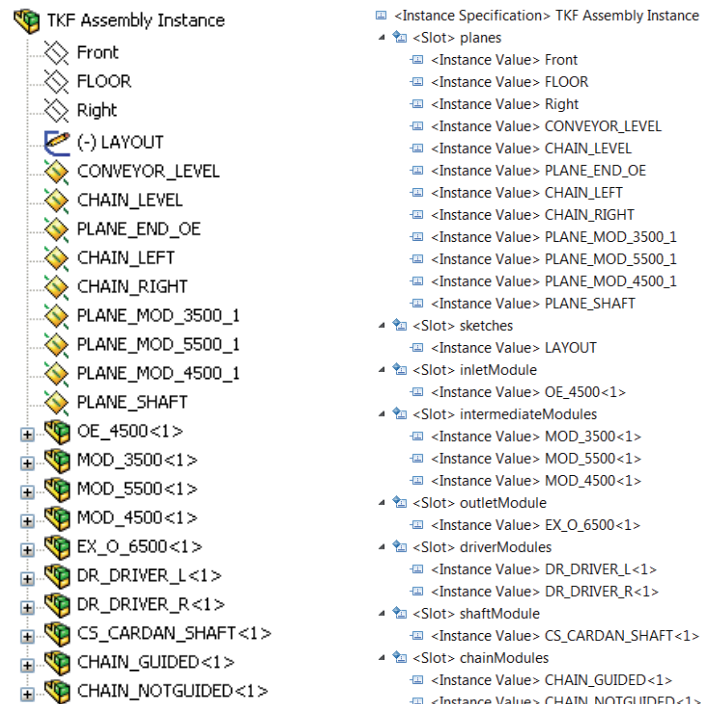 TKF Assembly Instance
Front
FLOOR
Right
(-) LAYOUT
CONVEYOR_LEVEL
CHAIN_LEVEL
PLANE_END_OE
CHAIN_LEFT
CHAIN_RIGHT
PLANE_MOD_3500_1
PLANE_MOD_5500_1
PLANE_MOD_4500_1
PLANE_SHAFT
OE_4500<1>
MOD_3500<1>
MOD_5500<1>
MOD_4500<1>
EX_O_6500<1>
DR_DRIVER_L<1>
DR_DRIVER_R<1>
CS_CARDAN_SHAFT<1>
CHAIN_GUIDED<1>
CHAIN_NOTGUIDED<1>
<Instance Specification> TKF Assembly Instance
<Slot> planes
<Instance Value> Front
<Instance Value> FLOOR
<Instance Value> Right
<Instance Value> CONVEYOR_LEVEL
<Instance Value> CHAIN_LEVEL
<Instance Value> PLANE_END_OE
<Instance Value> CHAIN_LEFT
<Instance Value> CHAIN_RIGHT
<Instance Value> PLANE_MOD_3500_1
<Instance Value> PLANE_MOD_5500_1
<Instance Value> PLANE_MOD_4500_1
<Instance Value> PLANE_SHAFT
<Slot> sketches
<Instance Value> LAYOUT
<Slot> inletModule
<Instance Value> OE_4500<1>
<Slot> intermediateModules
<Instance Value> MOD_3500<1>
<Instance Value> MOD_5500<1>
<Instance Value> MOD_4500<1>
<Slot> outletModule
<Instance Value> EX_O_6500<1>
<Slot> driverModules
<Instance Value> DR_DRIVER_L<1>
<Instance Value> DR_DRIVER_R<1>
<Slot> shaftModule
<Instance Value> CS_CARDAN_SHAFT<1>
<Slot> chainModules
<Instance Value> CHAIN_GUIDED<1>
<Instance Value> CHAIN_NOTGUIDED<1>